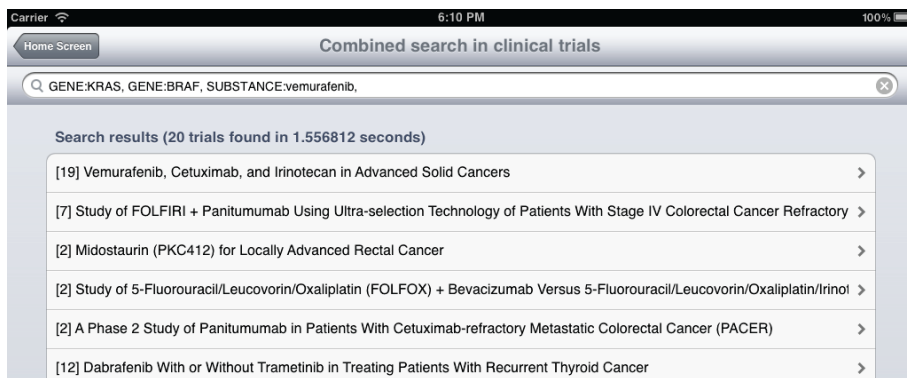 Carrier 6:10 PM 100%
Home Screen Combined search in clinical trials
GENE:KRAS, GENE:BRAF, SUBSTANCE:vemurafenib,
Search results (20 trials found in 1.556812 seconds)
[19] Vemurafenib, Cetuximab, and Irinotecan in Advanced Solid Cancers
[7] Study of FOLFIRI + Panitumumab Using Ultra-selection Technology of Patients With Stage IV Colorectal Cancer Refractory
[2] Midostaurin (PKC412) for Locally Advanced Rectal Cancer
[2] Study of 5-Fluorouracil/Leucovorin/Oxaliplatin (FOLFOX) + Bevacizumab Versus 5-Fluorouracil/Leucovorin/Oxaliplatin/Irinot
[2] A Phase 2 Study of Panitumumab in Patients With Cetuximab-refractory Metastatic Colorectal Cancer (PACER)
[12] Dabrafenib With or Without Trametinib in Treating Patients With Recurrent Thyroid Cancer